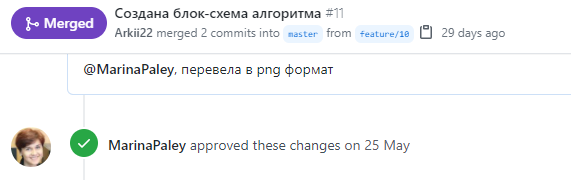 Merged
Создана блок-схема алгоритма #11
Arkii22 merged 2 commits into master from feature/10 29 days ago
@MarinaPaley, перевела в png формат
MarinaPaley approved these changes on 25 May